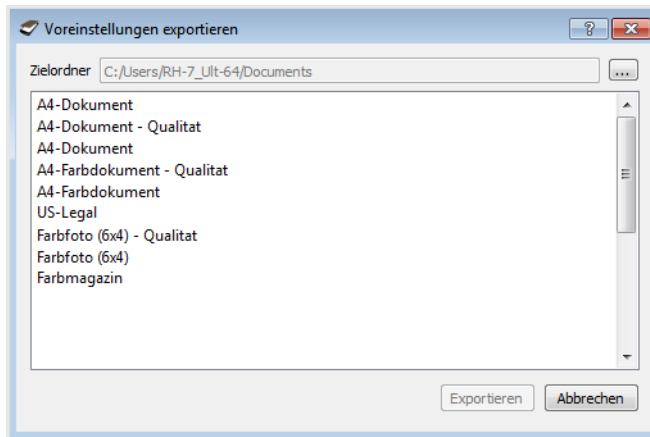 Voreinstellungen exportieren
Zielordner C:/Users/RH-7_Ult-64/Documents ...
A4-Dokument
A4-Dokument - Qualitat
A4-Dokument
A4-Farbdokument - Qualitat
A4-Farbdokument
US-Legal
Farbfoto (6x4) - Qualitat
Farbfoto (6x4)
Farbmagazin
Exportieren Abbrechen